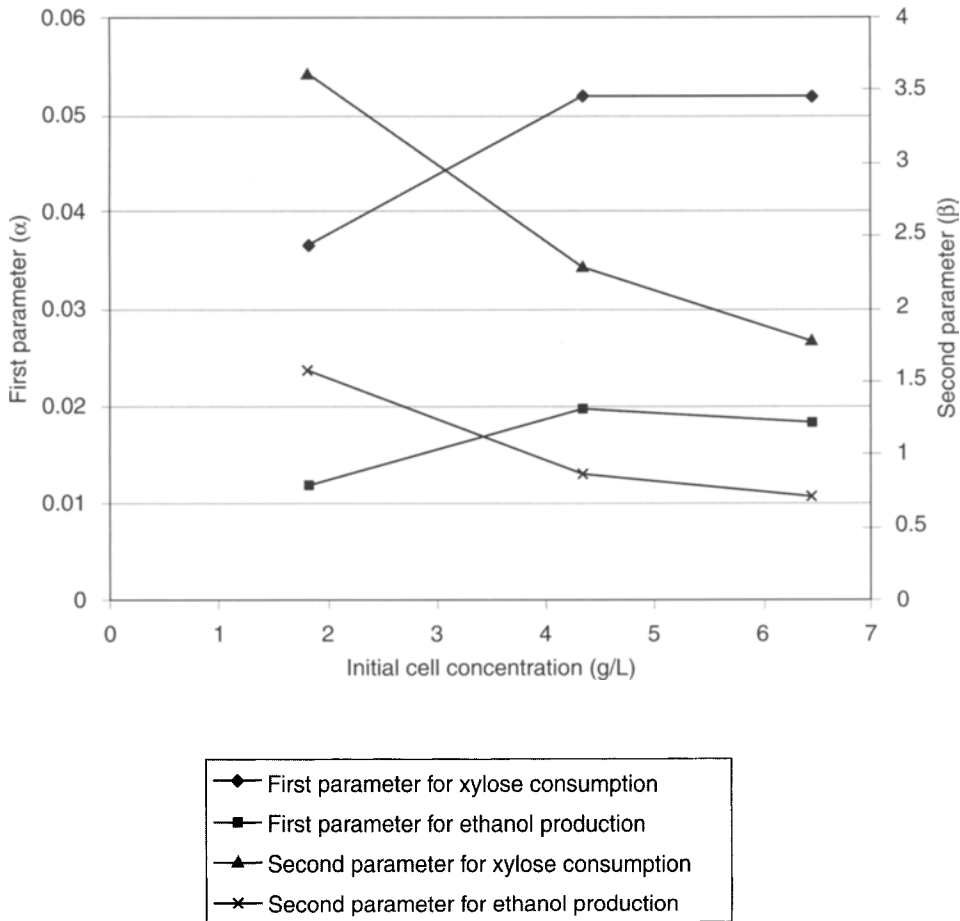 0.06
0.05
0.04
0.03
0.02
0.01
0
First parameter (α)
4
3.5
3
2.5
2
1.5
1
0.5
0
Second parameter (β)
0 1 2 3 4 5 6 7
Initial cell concentration (g/L)
First parameter for xylose consumption
First parameter for ethanol production
Second parameter for xylose consumption
Second parameter for ethanol production